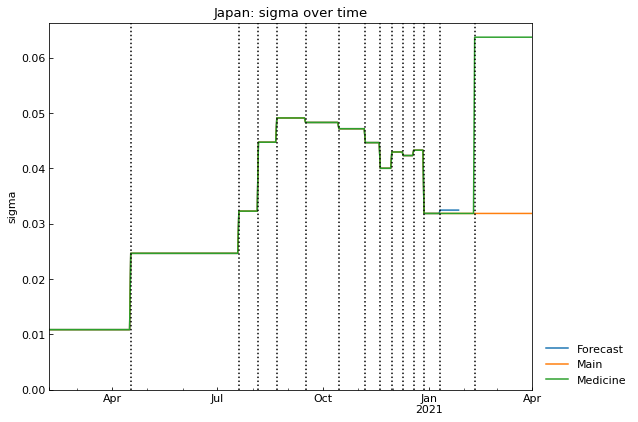 Japan: sigma over time
sigma
0.06
0.05
0.04
0.03
0.02
0.01
0.00
Apr
Jul
Oct
Jan
2021
Apr
Forecast
Main
Medicine